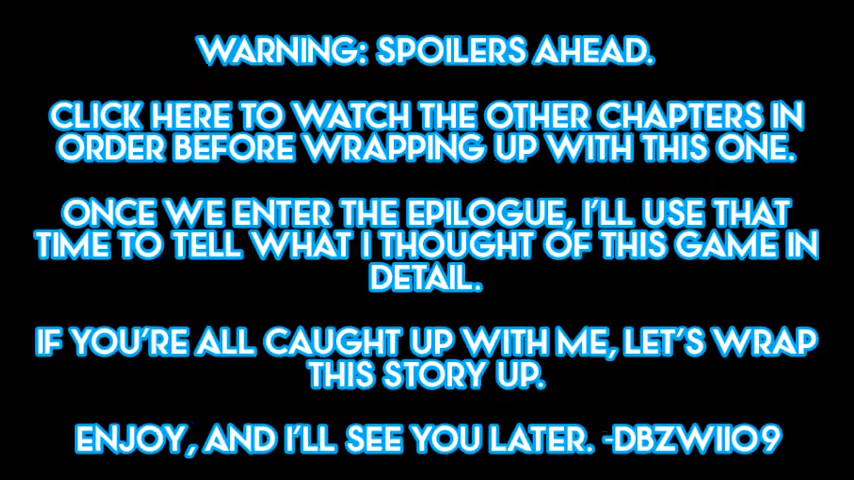 WARNING: SPOILERS AHEAD.
CLICK HERE TO WATCH THE OTHER CHAPTERS IN
ORDER BEFORE WRAPPING UP WITH THIS ONE.
ONCE WE ENTER THE EPILOGUE, I'LL USE THAT
TIME TO TELL WHAT I THOUGHT OF THIS GAME IN
DETAIL.
IF YOU'RE ALL CAUGHT UP WITH ME, LET'S WRAP
THIS STORY UP.
ENJOY, AND I'LL SEE YOU LATER. -DBZWII09